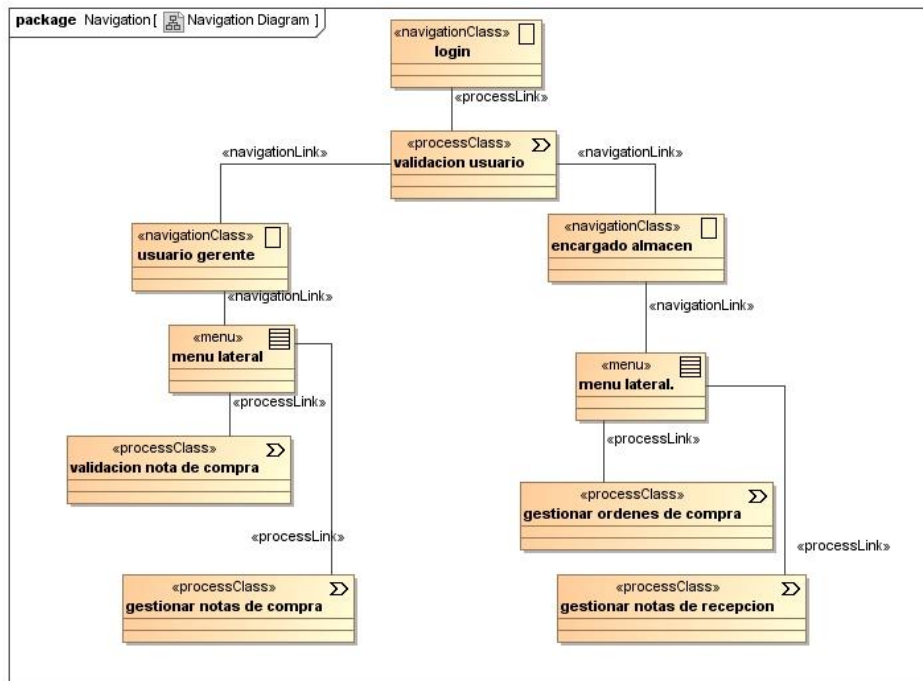 package Navigation [ Navigation Diagram ]
«navigationClass»
login
«processLink»
«processClass»
validacion usuario
«navigationLink»
«navigationLink»
«navigationClass»
usuario gerente
«navigationClass»
encargado almacen
«navigationLink»
«navigationLink»
«menu»
menu lateral
«menu»
menu lateral.
«processLink»
«processLink»
«processClass»
validacion nota de compra
«processClass»
gestionar ordenes de compra
«processLink»
«processLink»
«processClass»
gestionar notas de compra
«processClass»
gestionar notas de recepcion